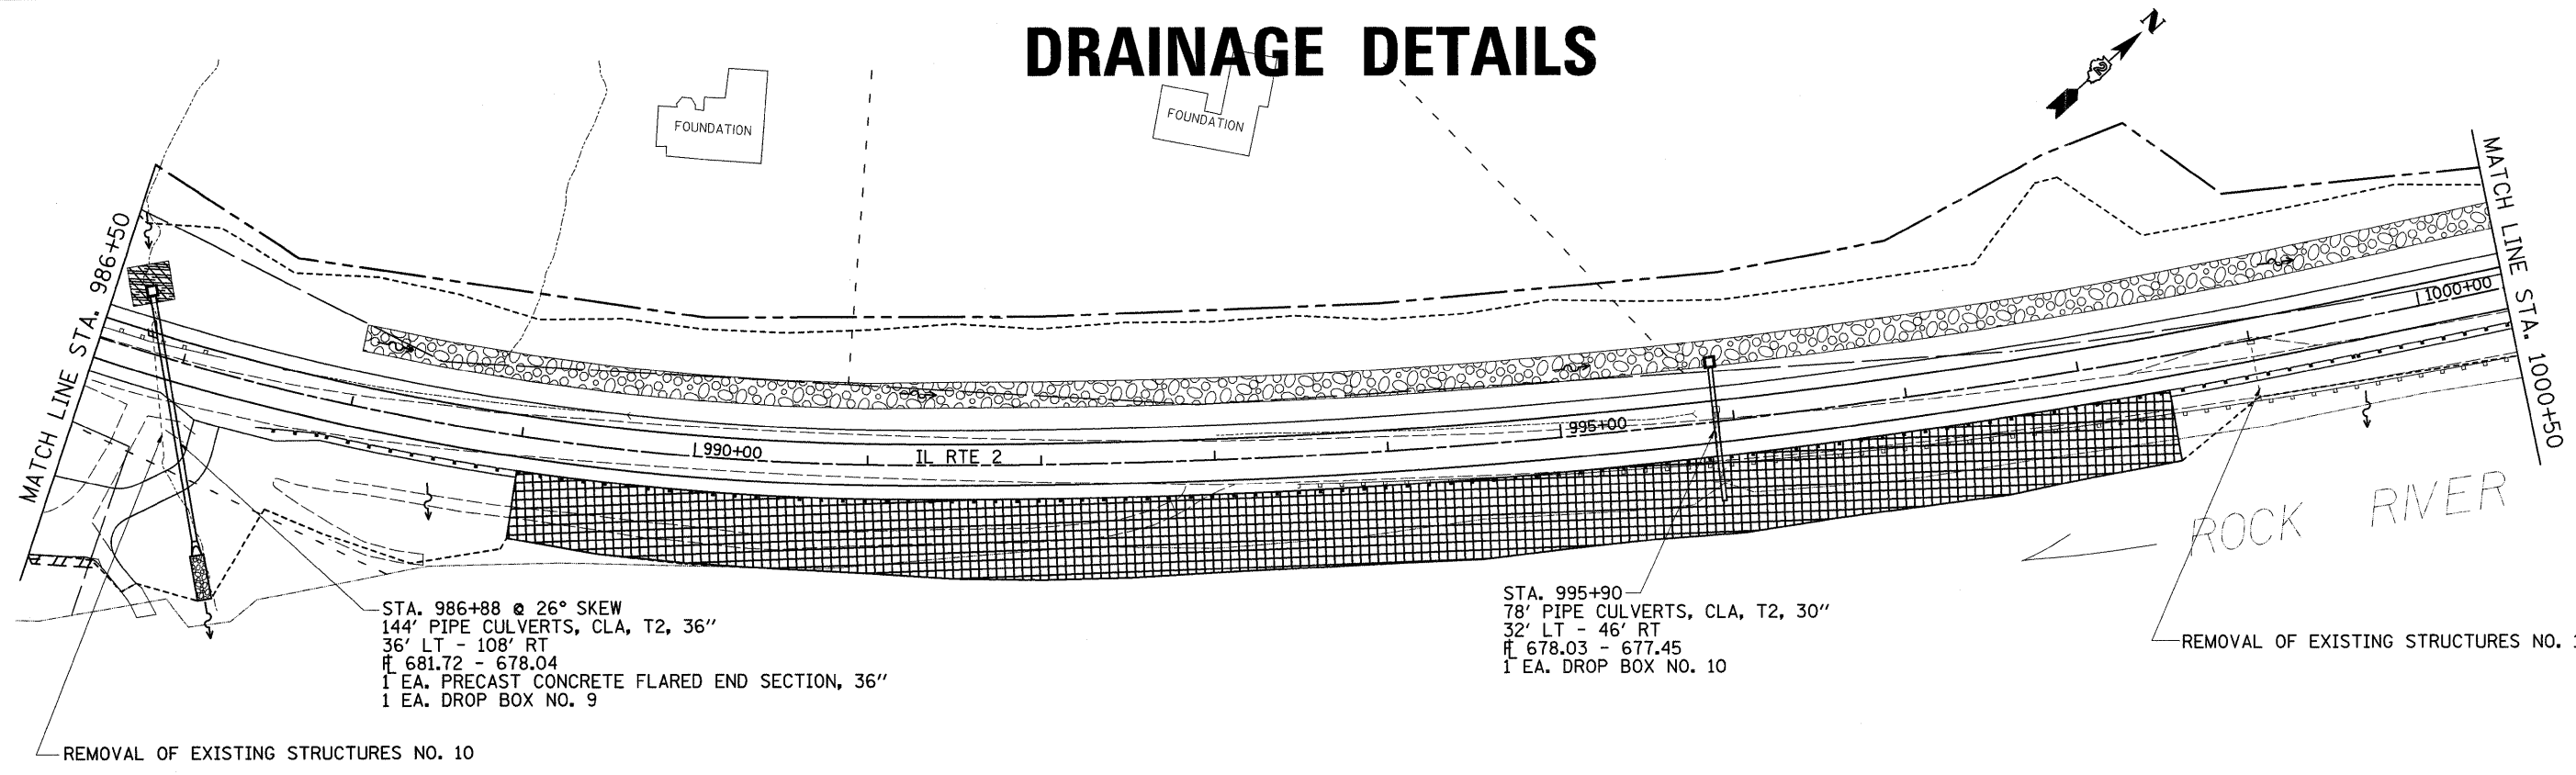 DRAINAGE DETAILS
N
2
FOUNDATION
FOUNDATION
MATCH LINE STA. 986+50
MATCH LINE STA. 1000+50
1000+00
995+00
990+00
IL RTE 2
ROCK RIVER
STA. 986+88 @ 26° SKEW
144' PIPE CULVERTS, CLA, T2, 36"
36' LT - 108' RT
FL 681.72 - 678.04
1 EA. PRECAST CONCRETE FLARED END SECTION, 36"
1 EA. DROP BOX NO. 9
STA. 995+90
78' PIPE CULVERTS, CLA, T2, 30"
32' LT - 46' RT
FL 678.03 - 677.45
1 EA. DROP BOX NO. 10
REMOVAL OF EXISTING STRUCTURES NO.
REMOVAL OF EXISTING STRUCTURES NO. 10